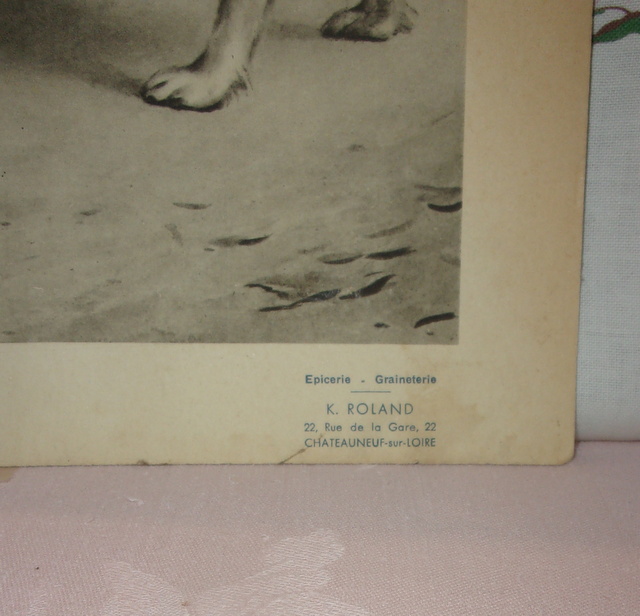 Epicerie - Graineterie
K. ROLAND
22, Rue de la Gare, 22
CHATEAUNEUF-sur-LOIRE